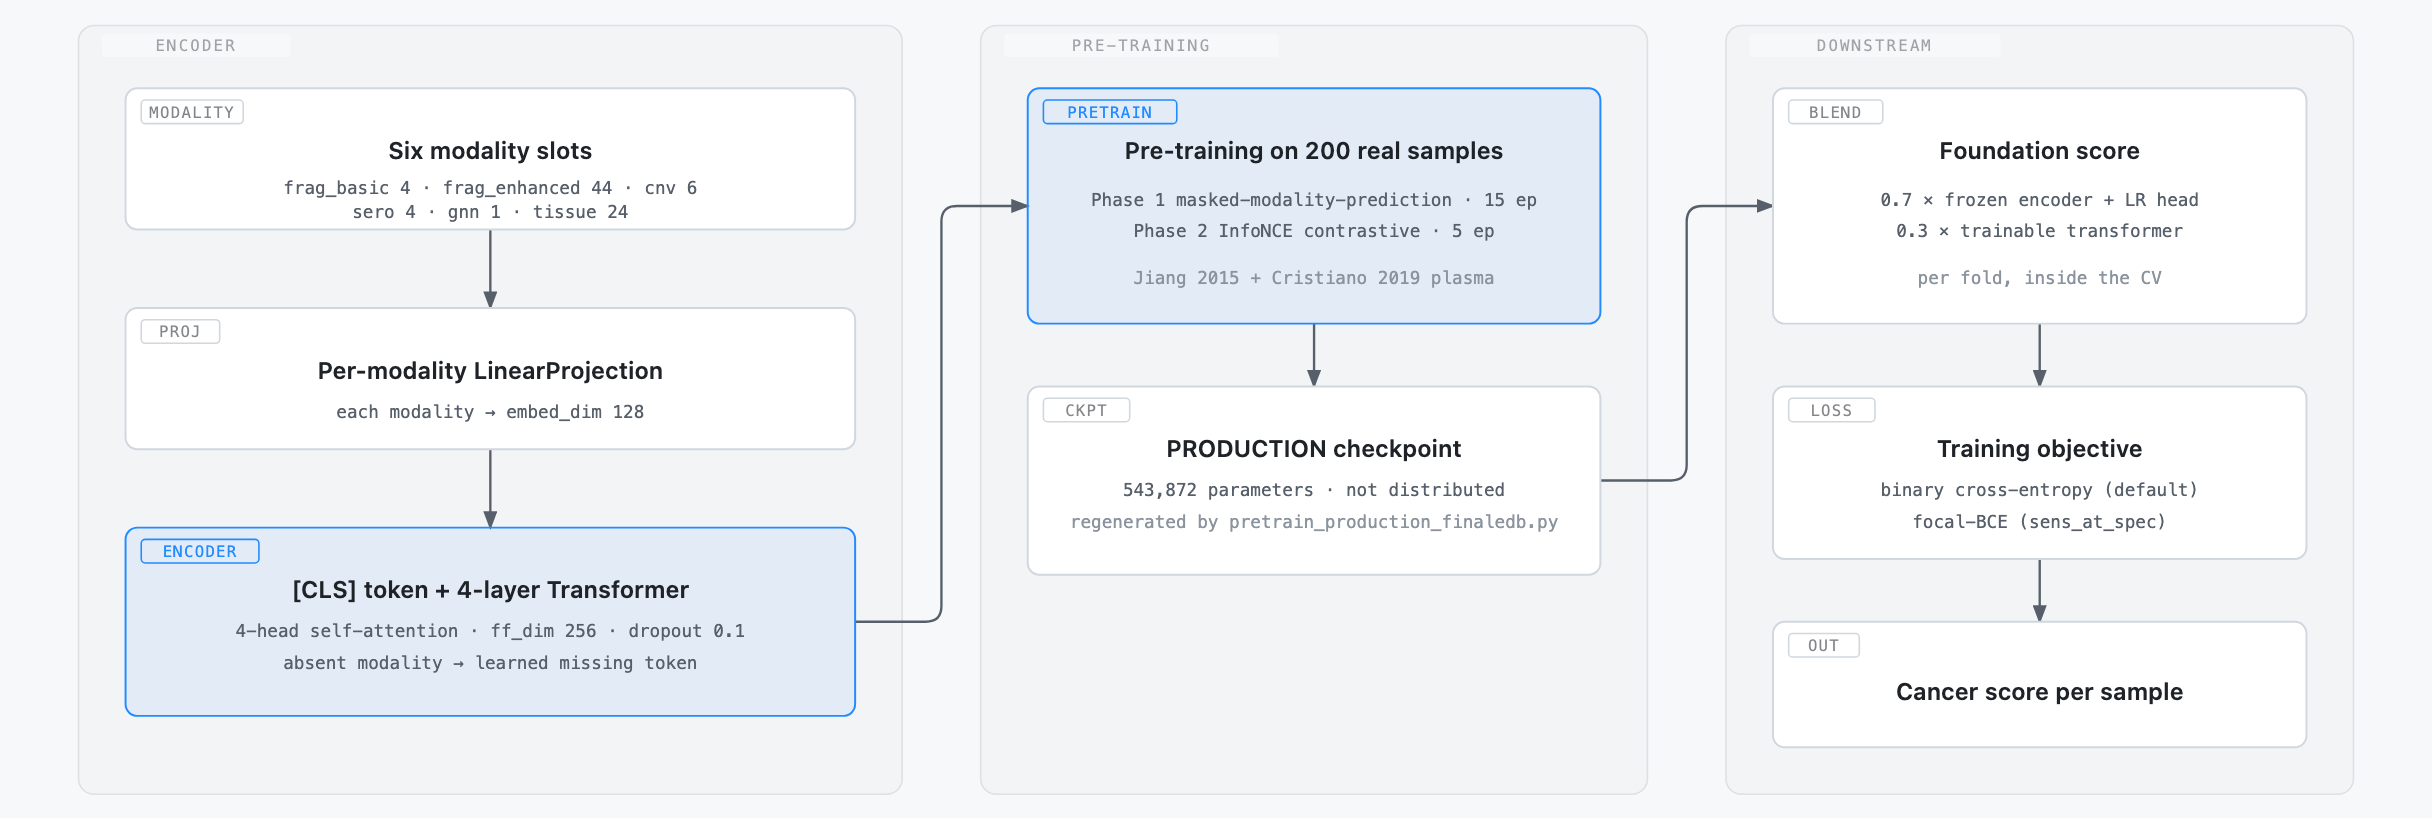 ENCODER
MODALITY
Six modality slots
frag_basic 4 · frag_enhanced 44 · cnv 6
sero 4 · gnn 1 · tissue 24
PROJ
Per-modality LinearProjection
each modality → embed_dim 128
ENCODER
[CLS] token + 4-layer Transformer
4-head self-attention · ff_dim 256 · dropout 0.1
absent modality → learned missing token
PRE-TRAINING
PRETRAIN
Pre-training on 200 real samples
Phase 1 masked-modality-prediction · 15 ep
Phase 2 InfoNCE contrastive · 5 ep
Jiang 2015 + Cristiano 2019 plasma
CKPT
PRODUCTION checkpoint
543,872 parameters · not distributed
regenerated by pretrain_production_finaledb.py
DOWNSTREAM
BLEND
Foundation score
0.7 × frozen encoder + LR head
0.3 × trainable transformer
per fold, inside the CV
LOSS
Training objective
binary cross-entropy (default)
focal-BCE (sens_at_spec)
OUT
Cancer score per sample